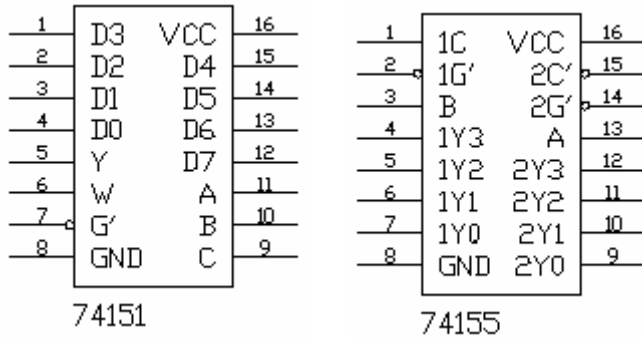 1 D3 VCC 16
2 D2 D4 15
3 D1 D5 14
4 D0 D6 13
5 Y D7 12
6 W A 11
7 G' B 10
8 GND C 9
74151
1 1C VCC 16
2 1G' 2C' 15
3 B 2G' 14
4 1Y3 A 13
5 1Y2 2Y3 12
6 1Y1 2Y2 11
7 1Y0 2Y1 10
8 GND 2Y0 9
74155